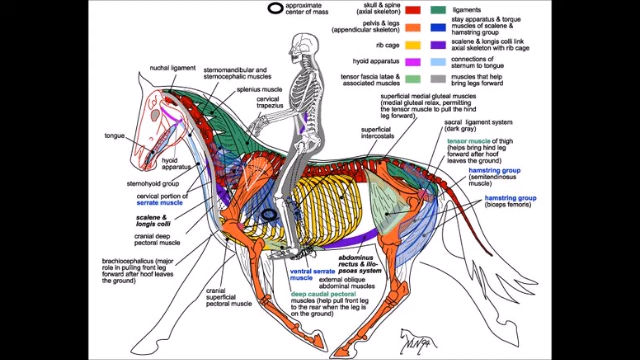 approximate
center of mass
skull & spine
(axial skeleton)
pelvis & legs
(appendicular skeleton)
rib cage
hyoid apparatus
tensor fascia latae &
associated muscles
ligaments
stay apparatus & torque
muscles of scalene &
hamstring group
scalene & longis coli link
axial skeleton with rib cage
connections of
sternum to tongue
muscles that help
bring legs forward
nuchal ligament
sternomandibular and
sternocephalic muscles
splenius muscle
cervical
trapezius
superficial medial gluteal muscles
(medial gluteal relax, permitting
the tensor muscle to pull the hind
leg forward)
superficial
intercostals
sacral ligament system
(dark gray)
tensor muscle of thigh
(helps bring hind leg
forward after hoof
leaves the ground)
hamstring group
(semitendinosus
muscle)
hamstring group
(biceps femoris)
tongue
hyoid
apparatus
sternohyoid group
cervical portion of
serrate muscle
scalene &
longis colli
cranial deep
pectoral muscle
brachiocephalicus (major
role in pulling front leg
forward after hoof leaves
the ground)
cranial
superficial
pectoral muscle
ventral serrate
muscle
abdominus
rectus & ilio-
psoas system
external oblique
abdominal muscles
deep caudal pectoral
muscles (help pull front leg
to the rear when the leg is
on the ground)